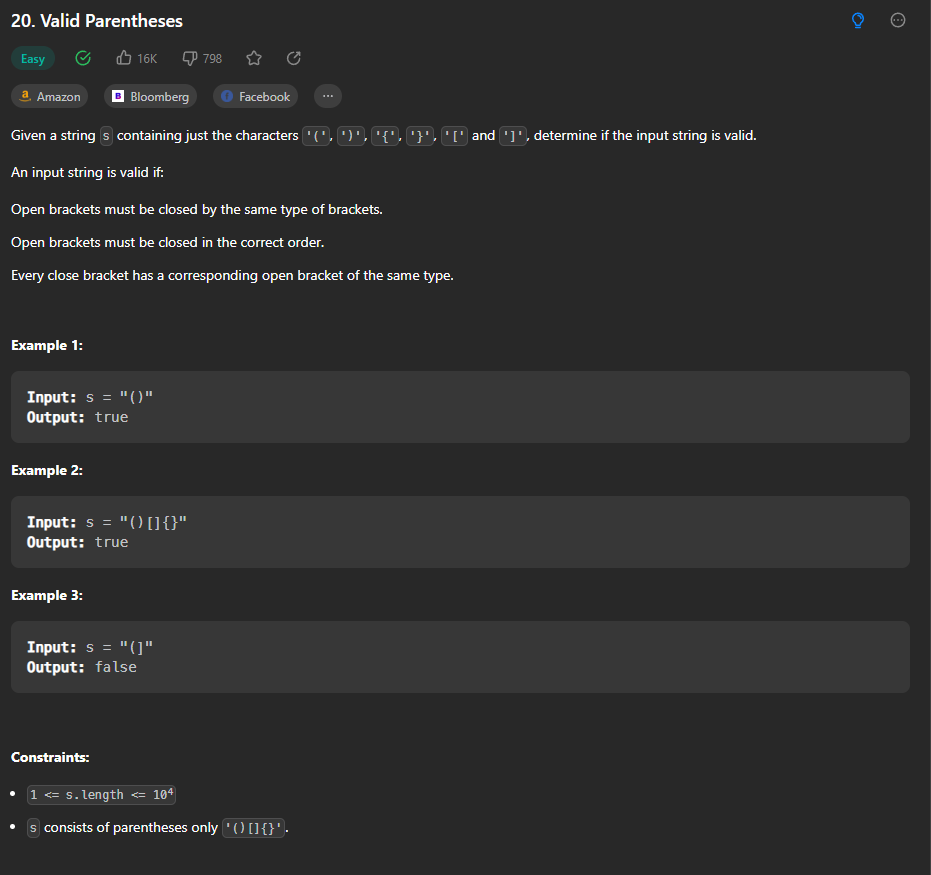 20. Valid Parentheses
Easy 16K 798
Amazon Bloomberg Facebook ...
Given a string s containing just the characters '(', ')', '{', '}', '[' and ']', determine if the input string is valid.
An input string is valid if:
Open brackets must be closed by the same type of brackets.
Open brackets must be closed in the correct order.
Every close bracket has a corresponding open bracket of the same type.
Example 1:
Input: s = "()"
Output: true
Example 2:
Input: s = "()[]{}"
Output: true
Example 3:
Input: s = "(]"
Output: false
Constraints:
• 1 <= s.length <= 10⁴
• s consists of parentheses only '()[]{}'.